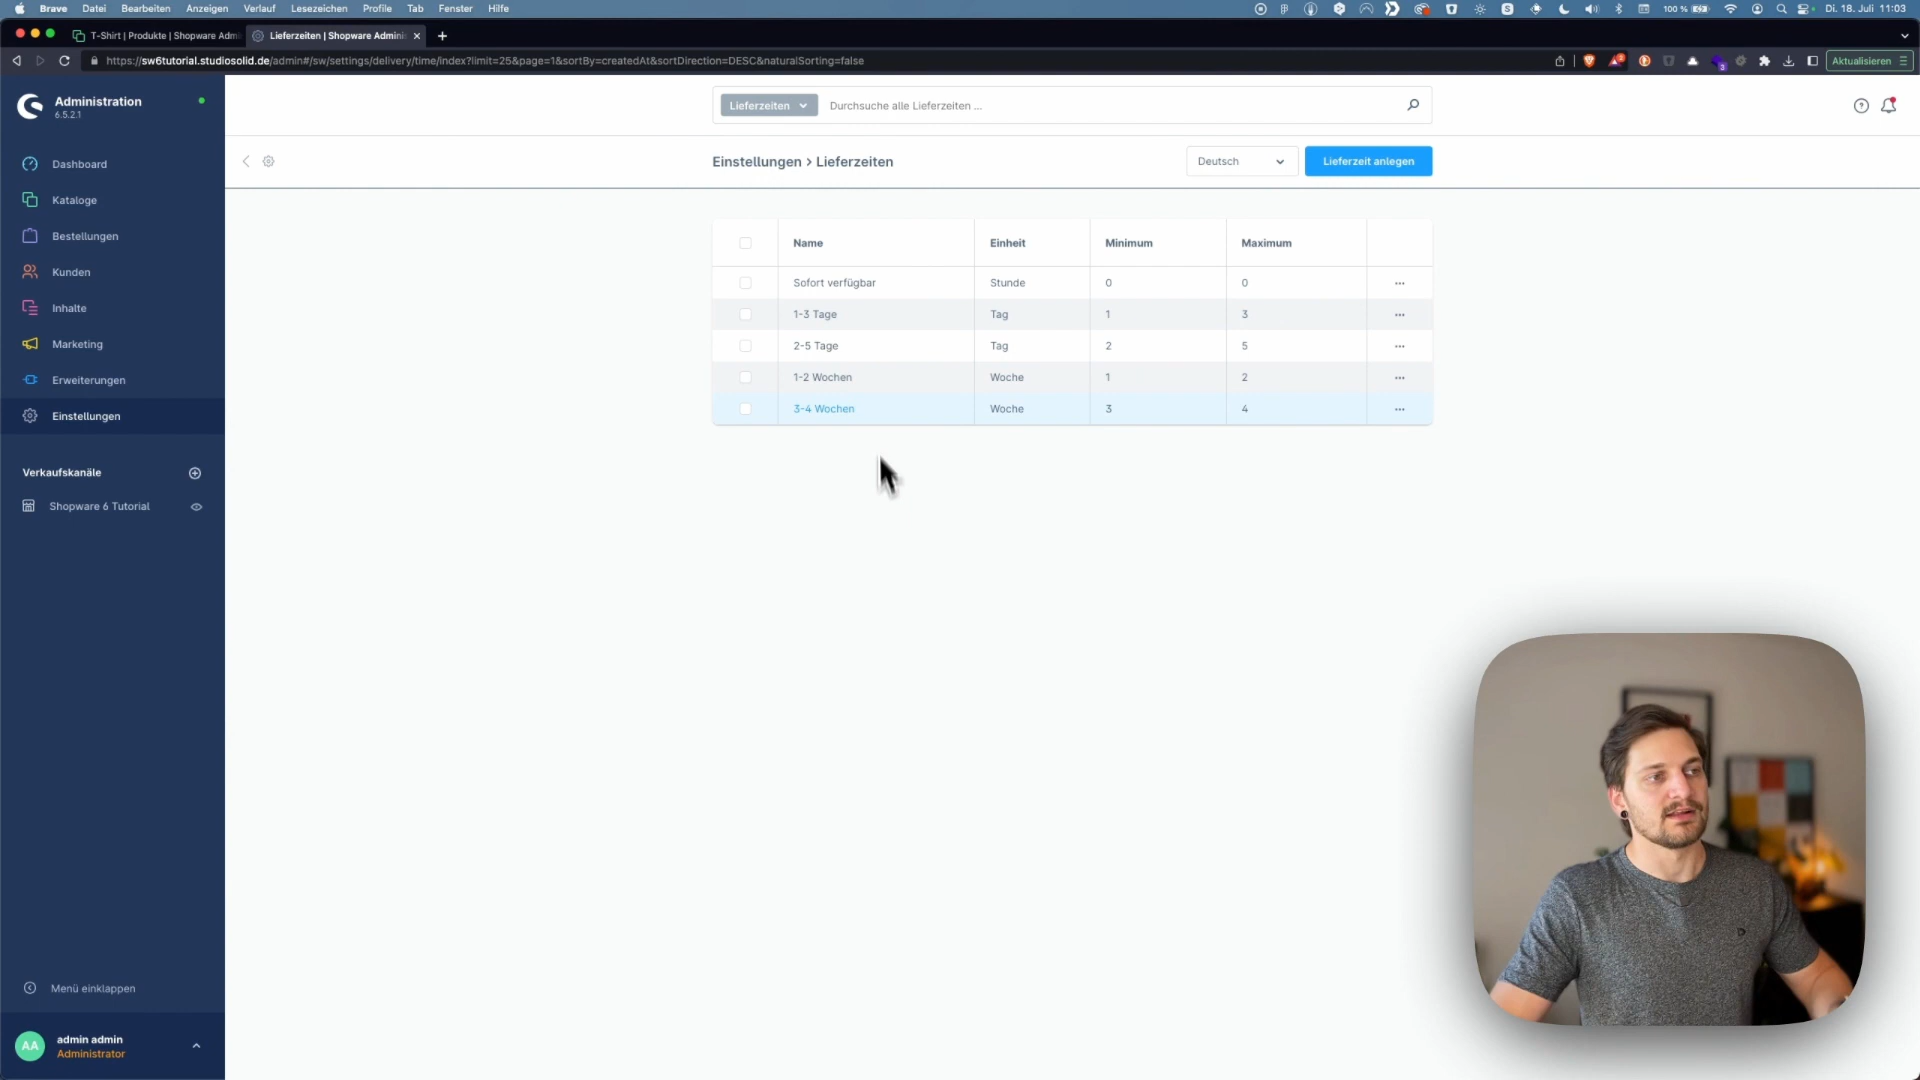 Brave Datei Bearbeiten Anzeigen Verlauf Lesezeichen Profile Tab Fenster Hilfe 100 % Di. 18. Juli 11:03
T-Shirt | Produkte | Shopware Admi Lieferzeiten | Shopware Admini
https://sw6tutorial.studiosolid.de/admin#/sw/settings/delivery/time/index?limit=25&page=1&sortBy=createdAt&sortDirection=DESC&naturalSorting=false Aktualisieren
Administration
6.5.2.1
Lieferzeiten Durchsuche alle Lieferzeiten ...
Einstellungen > Lieferzeiten Deutsch Lieferzeit anlegen
Dashboard
Kataloge
Bestellungen
Kunden
Inhalte
Marketing
Erweiterungen
Einstellungen
Verkaufskanäle
Shopware 6 Tutorial
Name Einheit Minimum Maximum
Sofort verfügbar Stunde 0 0
1-3 Tage Tag 1 3
2-5 Tage Tag 2 5
1-2 Wochen Woche 1 2
3-4 Wochen Woche 3 4
Menü einklappen
AA admin admin
Administrator